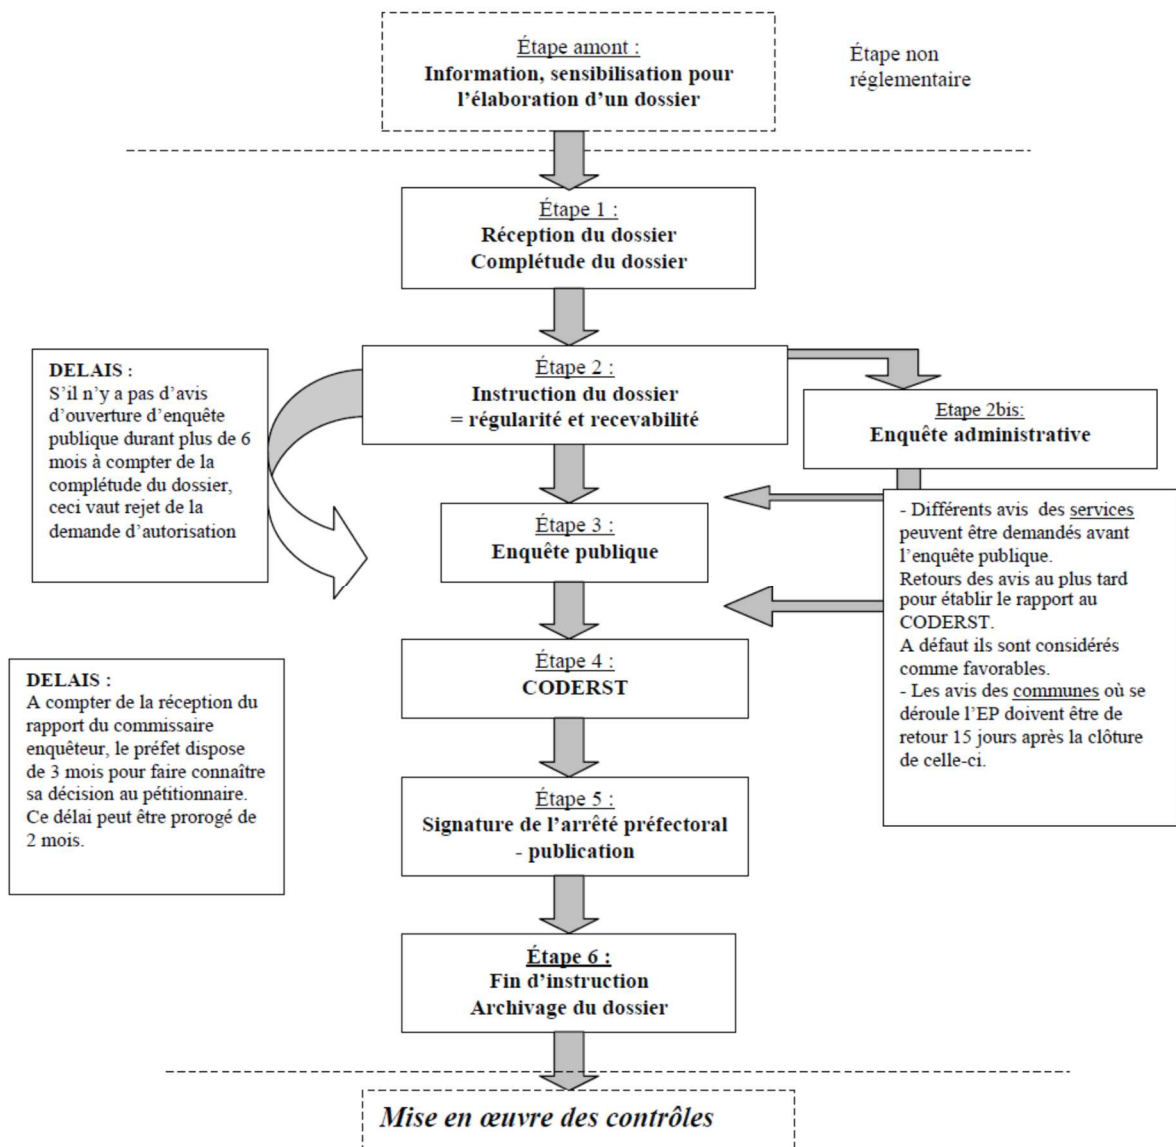 Étape amont :
Information, sensibilisation pour
l’élaboration d’un dossier
Étape non
réglementaire
Étape 1 :
Réception du dossier
Complétude du dossier
DELAIS :
S’il n’y a pas d’avis
d’ouverture d’enquête
publique durant plus de 6
mois à compter de la
complétude du dossier,
ceci vaut rejet de la
demande d’autorisation
Étape 2 :
Instruction du dossier
= régularité et recevabilité
Etape 2bis:
Enquête administrative
Étape 3 :
Enquête publique
- Différents avis des services
peuvent être demandés avant
l’enquête publique.
Retours des avis au plus tard
pour établir le rapport au
CODERST.
A défaut ils sont considérés
comme favorables.
- Les avis des communes où se
déroule l’EP doivent être de
retour 15 jours après la clôture
de celle-ci.
Étape 4 :
CODERST
DELAIS :
A compter de la réception du
rapport du commissaire
enquêteur, le préfet dispose
de 3 mois pour faire connaître
sa décision au pétitionnaire.
Ce délai peut être prorogé de
2 mois.
Étape 5 :
Signature de l’arrêté préfectoral
- publication
Étape 6 :
Fin d’instruction
Archivage du dossier
Mise en œuvre des contrôles